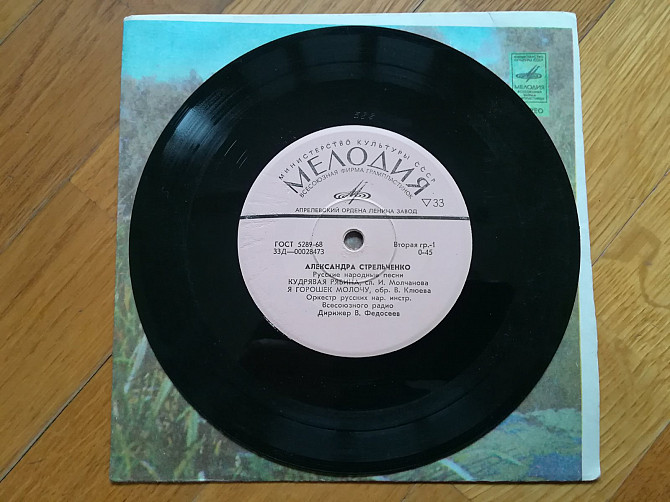 МИНИСТЕРСТВО КУЛЬТУРЫ СССР
МЕЛОДИЯ
ВСЕСОЮЗНАЯ ФИРМА ГРАМПЛАСТИНОК
▽33
АПРЕЛЕВСКИЙ ОРДЕНА ЛЕНИНА ЗАВОД
ГОСТ 5289-68 Вторая гр.-1
33Д—00028473 0-45
АЛЕКСАНДРА СТРЕЛЬЧЕНКО
Русские народные песни
КУДРЯВАЯ РЯБИНА, сл. И. Молчанова
Я ГОРОШЕК МОЛОЧУ, обр. В. Клюева
Оркестр русских нар. инстр.
Всесоюзного радио
Дирижер В. Федосеев
МЕЛОДИЯ